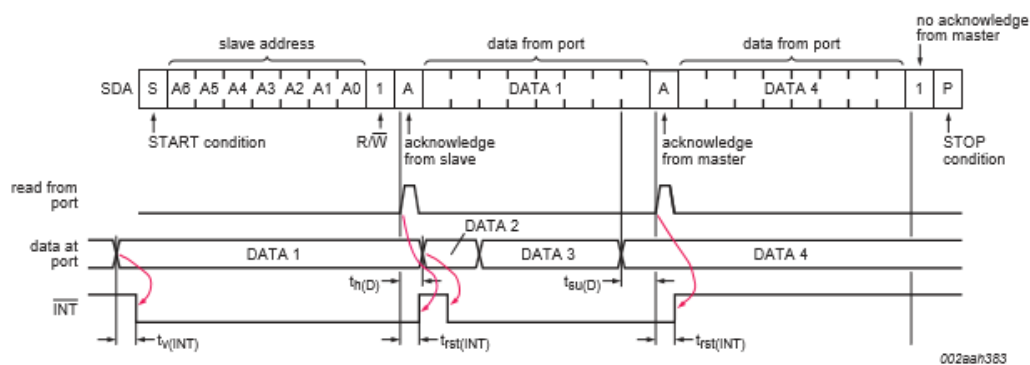 no acknowledge
from master
slave address
data from port
data from port
SDA S A6 A5 A4 A3 A2 A1 A0 1 A DATA 1 A DATA 4 1 P
START condition
R/W̅
acknowledge
from slave
acknowledge
from master
STOP
condition
read from
port
DATA 2
data at
port
DATA 1
DATA 3
DATA 4
th(D)
tsu(D)
I̅N̅T̅
tv(INT)
trst(INT)
trst(INT)
002aah383